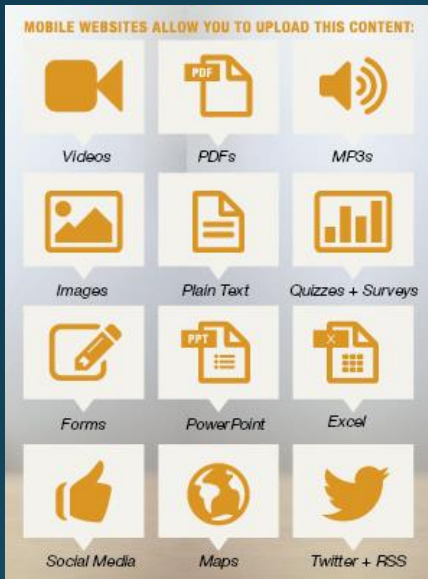 MOBILE WEBSITES ALLOW YOU TO UPLOAD THIS CONTENT:
PDF
Videos
PDFs
MP3s
Images
Plain Text
Quizzes + Surveys
PPT
X
Forms
PowerPoint
Excel
Social Media
Maps
Twitter + RSS